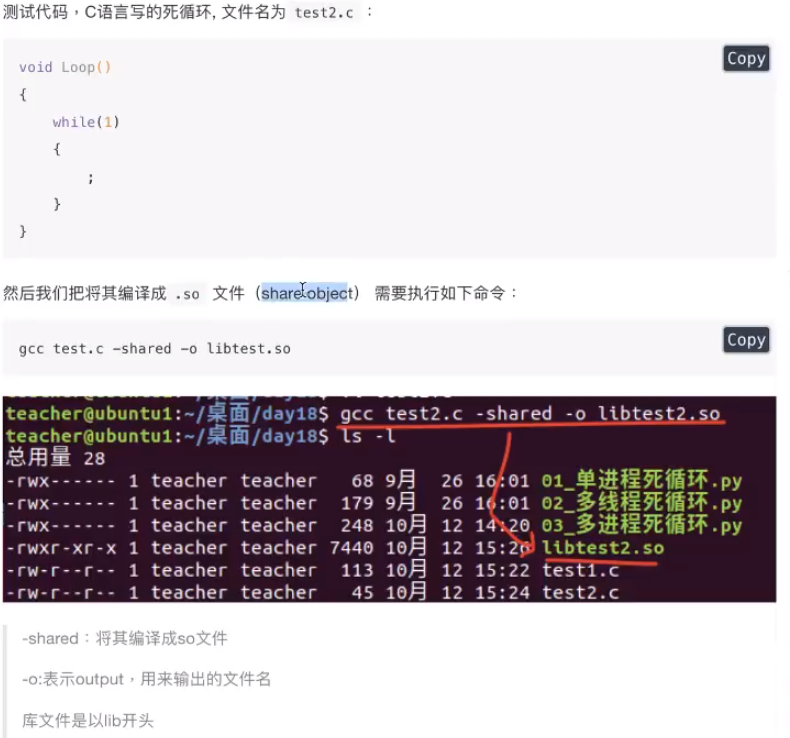 测试代码，C语言写的死循环, 文件名为 test2.c ：
Copy
void Loop()
{
while(1)
{
;
}
}
然后我们把将其编译成 .so 文件（share object） 需要执行如下命令：
Copy
gcc test.c -shared -o libtest.so
teacher@ubuntu1:~/桌面/day18$ gcc test2.c -shared -o libtest2.so
teacher@ubuntu1:~/桌面/day18$ ls -l
总用量 28
-rwx------ 1 teacher teacher 68 9月 26 16:01 01_单进程死循环.py
-rwx------ 1 teacher teacher 179 9月 26 16:01 02_多线程死循环.py
-rwx------ 1 teacher teacher 248 10月 12 14:20 03_多进程死循环.py
-rwxr-xr-x 1 teacher teacher 7440 10月 12 15:26 libtest2.so
-rw-r--r-- 1 teacher teacher 113 10月 12 15:22 test1.c
-rw-r--r-- 1 teacher teacher 45 10月 12 15:24 test2.c
-shared：将其编译成so文件
-o:表示output，用来输出的文件名
库文件是以lib开头